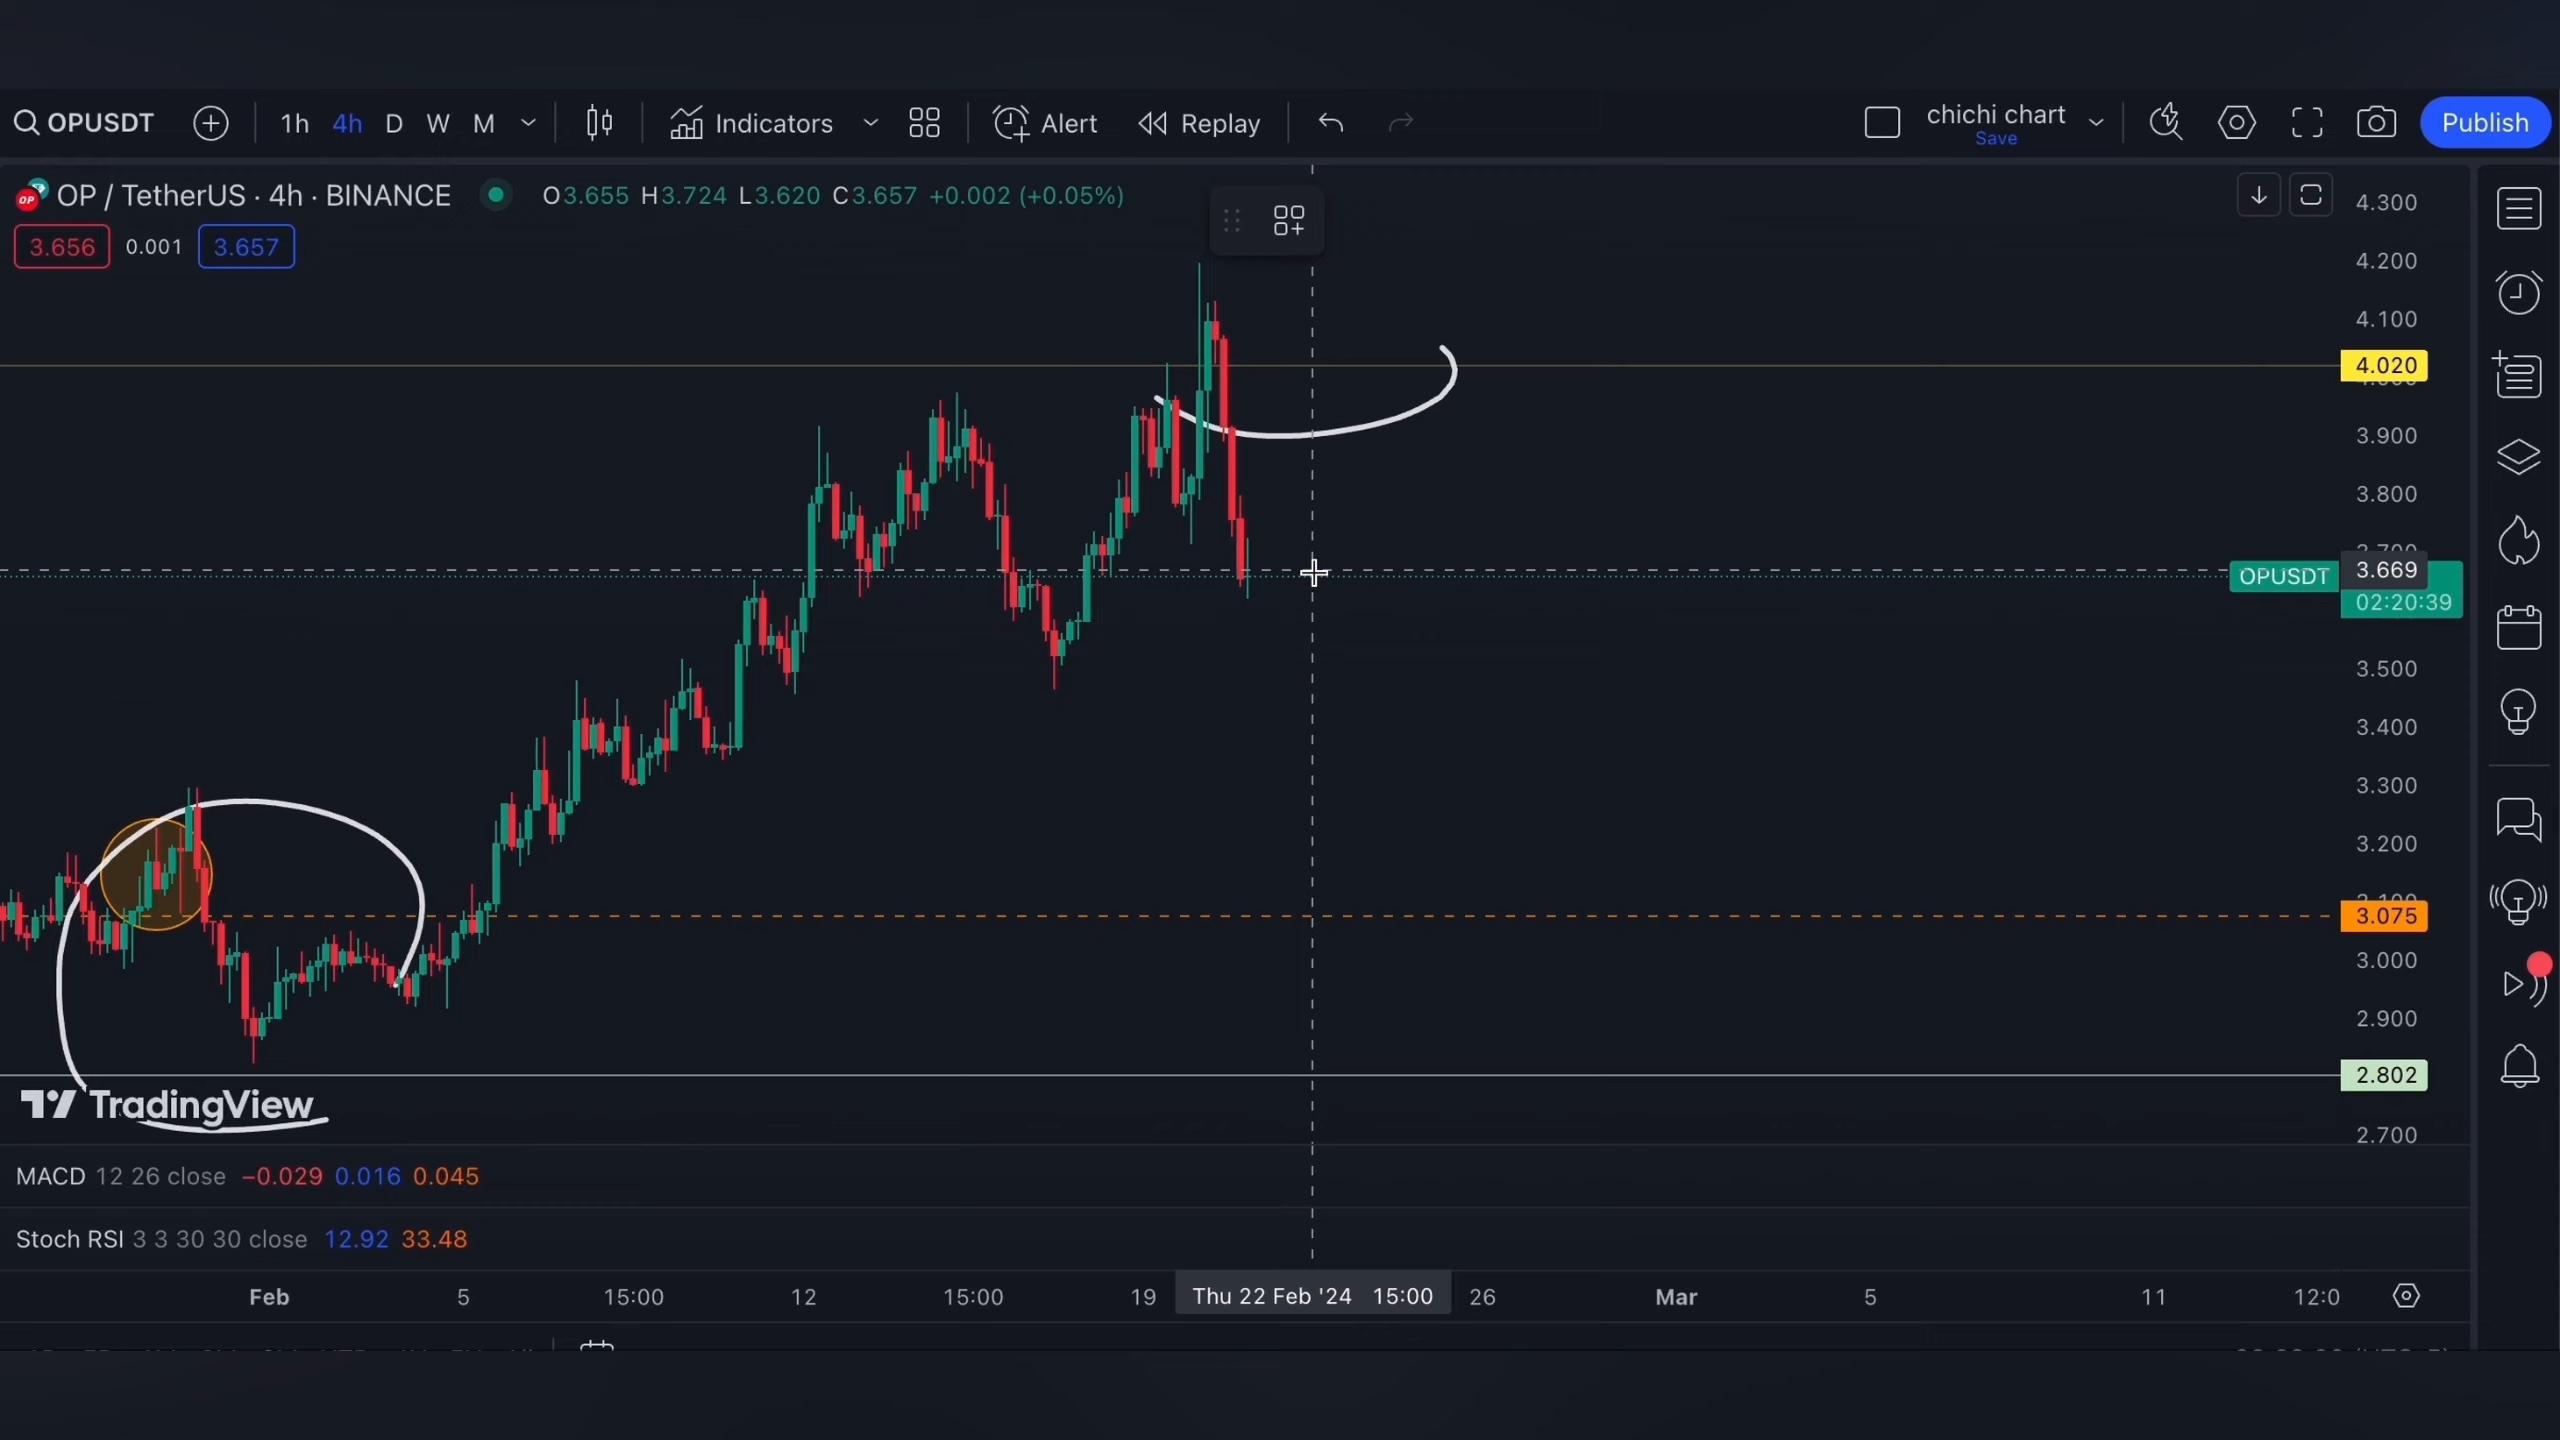 OPUSDT 1h 4h D W M Indicators Alert Replay chichi chart Publish
Save
OP / TetherUS · 4h · BINANCE O3.655 H3.724 L3.620 C3.657 +0.002 (+0.05%)
3.656 0.001 3.657
4.300
4.200
4.100
4.020
3.900
3.800
OPUSDT 3.669
02:20:39
3.500
3.400
3.300
3.200
3.075
3.000
2.900
2.802
TradingView
2.700
MACD 12 26 close −0.029 0.016 0.045
Stoch RSI 3 3 30 30 close 12.92 33.48
Feb 5 15:00 12 15:00 19 Thu 22 Feb '24 15:00 26 Mar 5 11 12:0